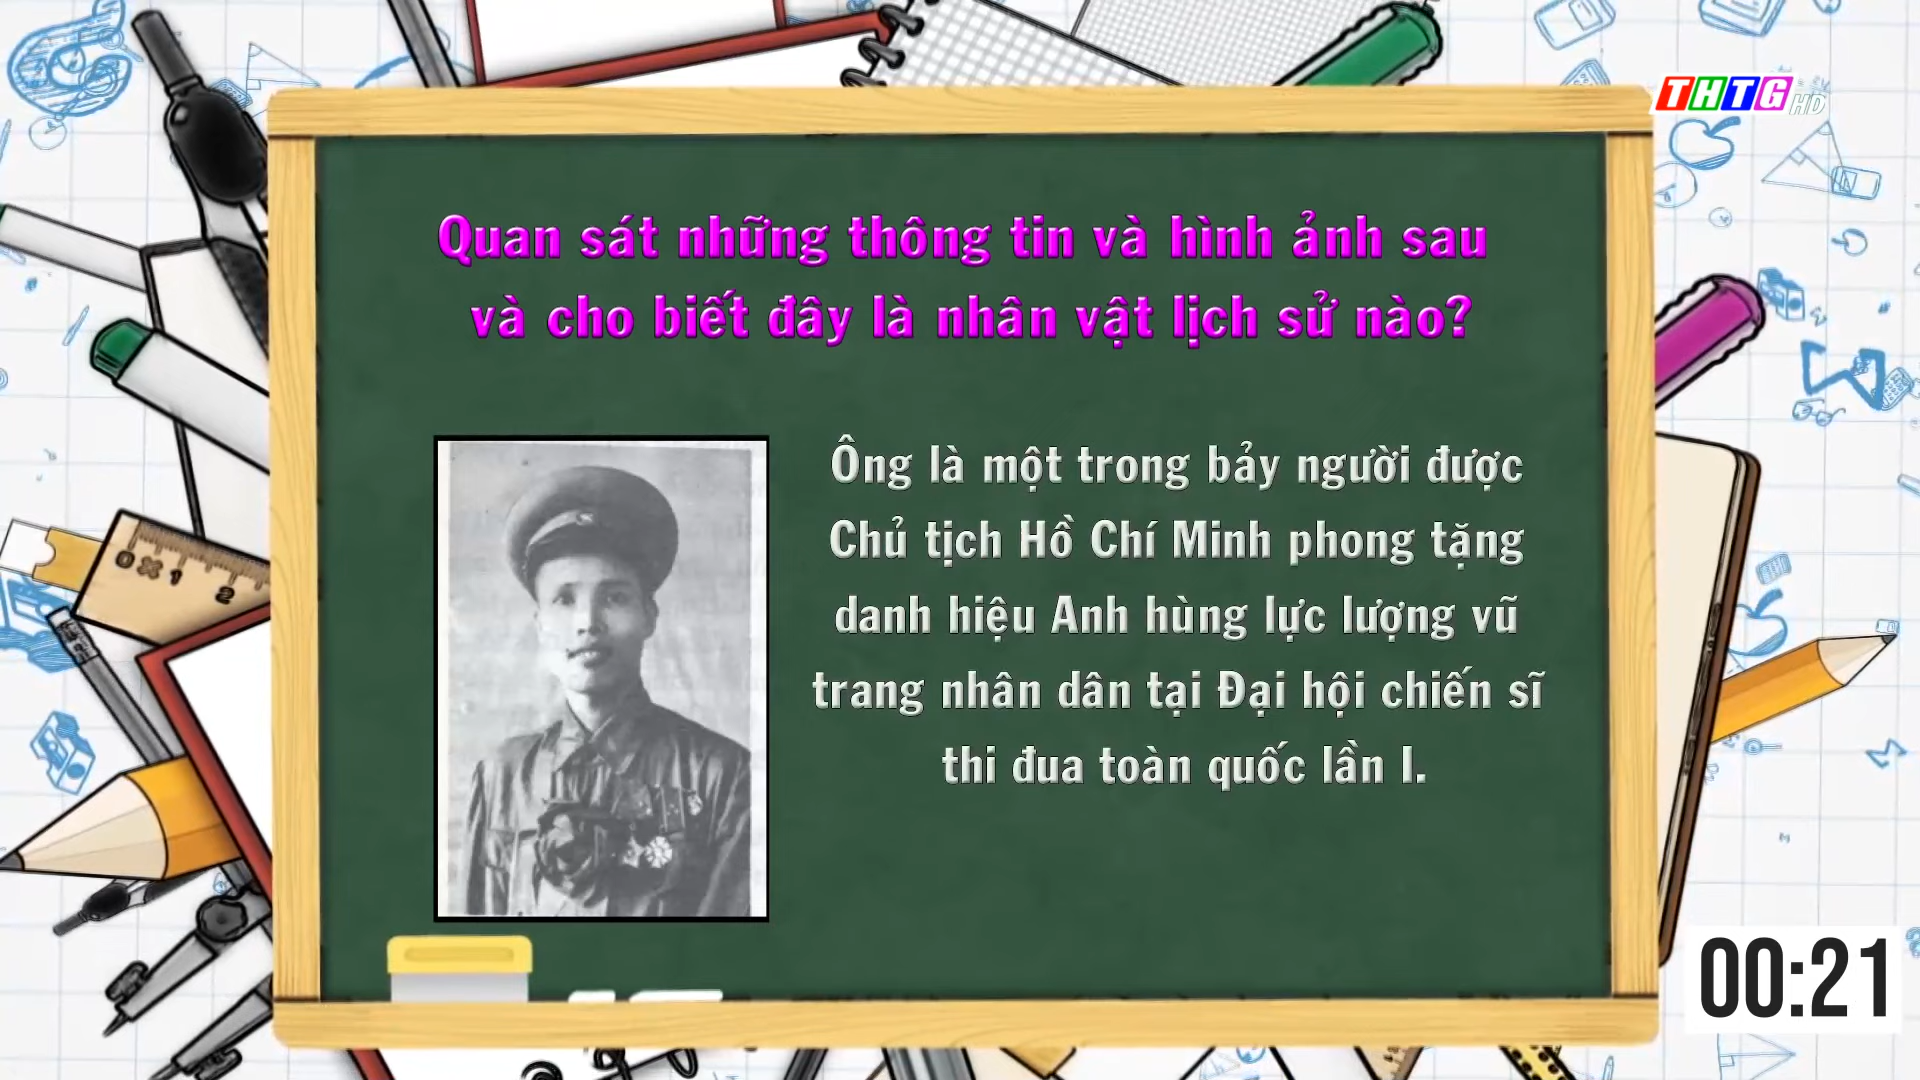 THTG HD
Quan sát những thông tin và hình ảnh sau
và cho biết đây là nhân vật lịch sử nào?
Ông là một trong bảy người được
Chủ tịch Hồ Chí Minh phong tặng
danh hiệu Anh hùng lực lượng vũ
trang nhân dân tại Đại hội chiến sĩ
thi đua toàn quốc lần I.
0 1 2
00:21